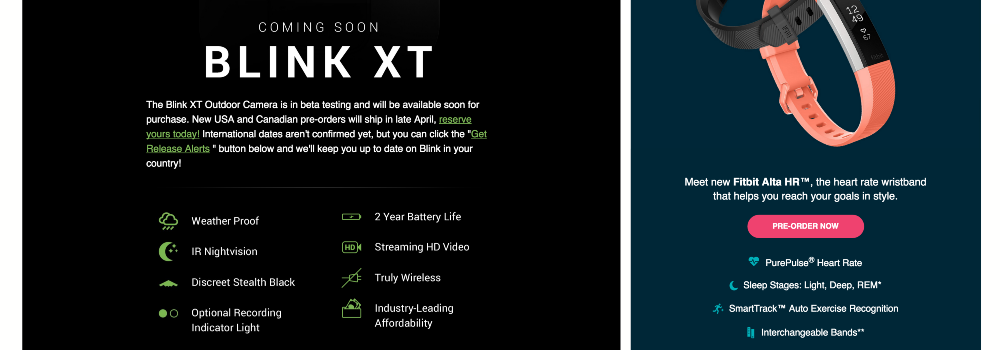 COMING SOON
BLINK XT
The Blink XT Outdoor Camera is in beta testing and will be available soon for
purchase. New USA and Canadian pre-orders will ship in late April, reserve
yours today! International dates aren't confirmed yet, but you can click the "Get
Release Alerts " button below and we'll keep you up to date on Blink in your
country!
Weather Proof
IR Nightvision
Discreet Stealth Black
Optional Recording
Indicator Light
2 Year Battery Life
HD
Streaming HD Video
Truly Wireless
Industry-Leading
Affordability
12
49
67
Meet new Fitbit Alta HR™, the heart rate wristband
that helps you reach your goals in style.
PRE-ORDER NOW
PurePulse® Heart Rate
Sleep Stages: Light, Deep, REM*
SmartTrack™ Auto Exercise Recognition
Interchangeable Bands**